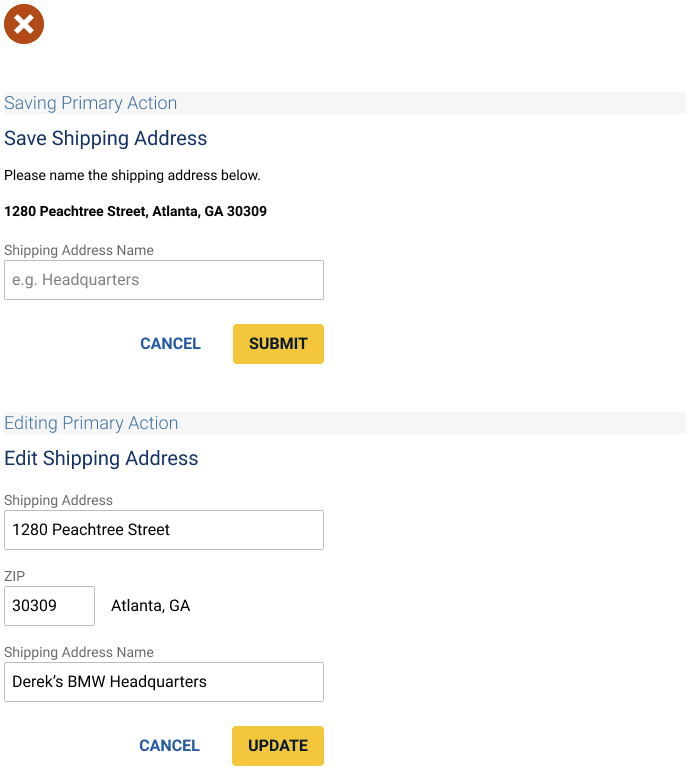 Saving Primary Action
Save Shipping Address
Please name the shipping address below.
1280 Peachtree Street, Atlanta, GA 30309
Shipping Address Name
e.g. Headquarters
CANCEL SUBMIT
Editing Primary Action
Edit Shipping Address
Shipping Address
1280 Peachtree Street
ZIP
30309 Atlanta, GA
Shipping Address Name
Derek’s BMW Headquarters
CANCEL UPDATE